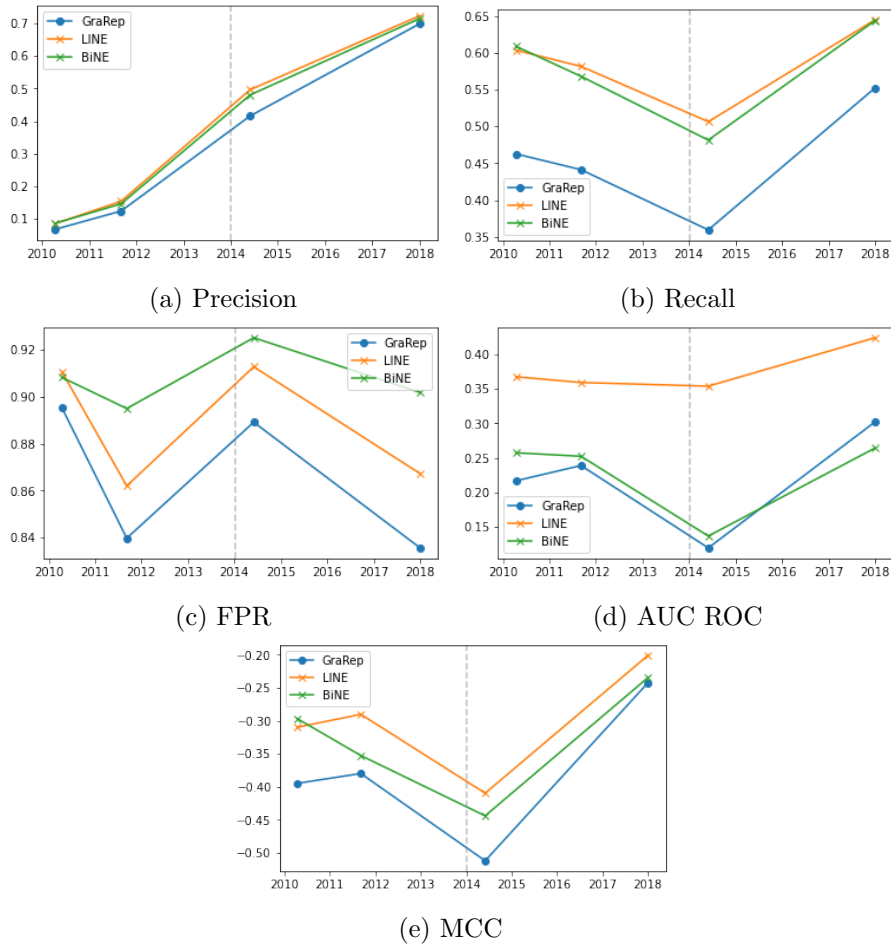 0.7
0.6
0.5
0.4
0.3
0.2
0.1
GraRep
LINE
BiNE
2010 2011 2012 2013 2014 2015 2016 2017 2018
(a) Precision
0.65
0.60
0.55
0.50
0.45
0.40
0.35
GraRep
LINE
BiNE
2010 2011 2012 2013 2014 2015 2016 2017 2018
(b) Recall
0.92
0.90
0.88
0.86
0.84
GraRep
LINE
BiNE
2010 2011 2012 2013 2014 2015 2016 2017 2018
(c) FPR
0.40
0.35
0.30
0.25
0.20
0.15
GraRep
LINE
BiNE
2010 2011 2012 2013 2014 2015 2016 2017 2018
(d) AUC ROC
−0.20
−0.25
−0.30
−0.35
−0.40
−0.45
−0.50
GraRep
LINE
BiNE
2010 2011 2012 2013 2014 2015 2016 2017 2018
(e) MCC